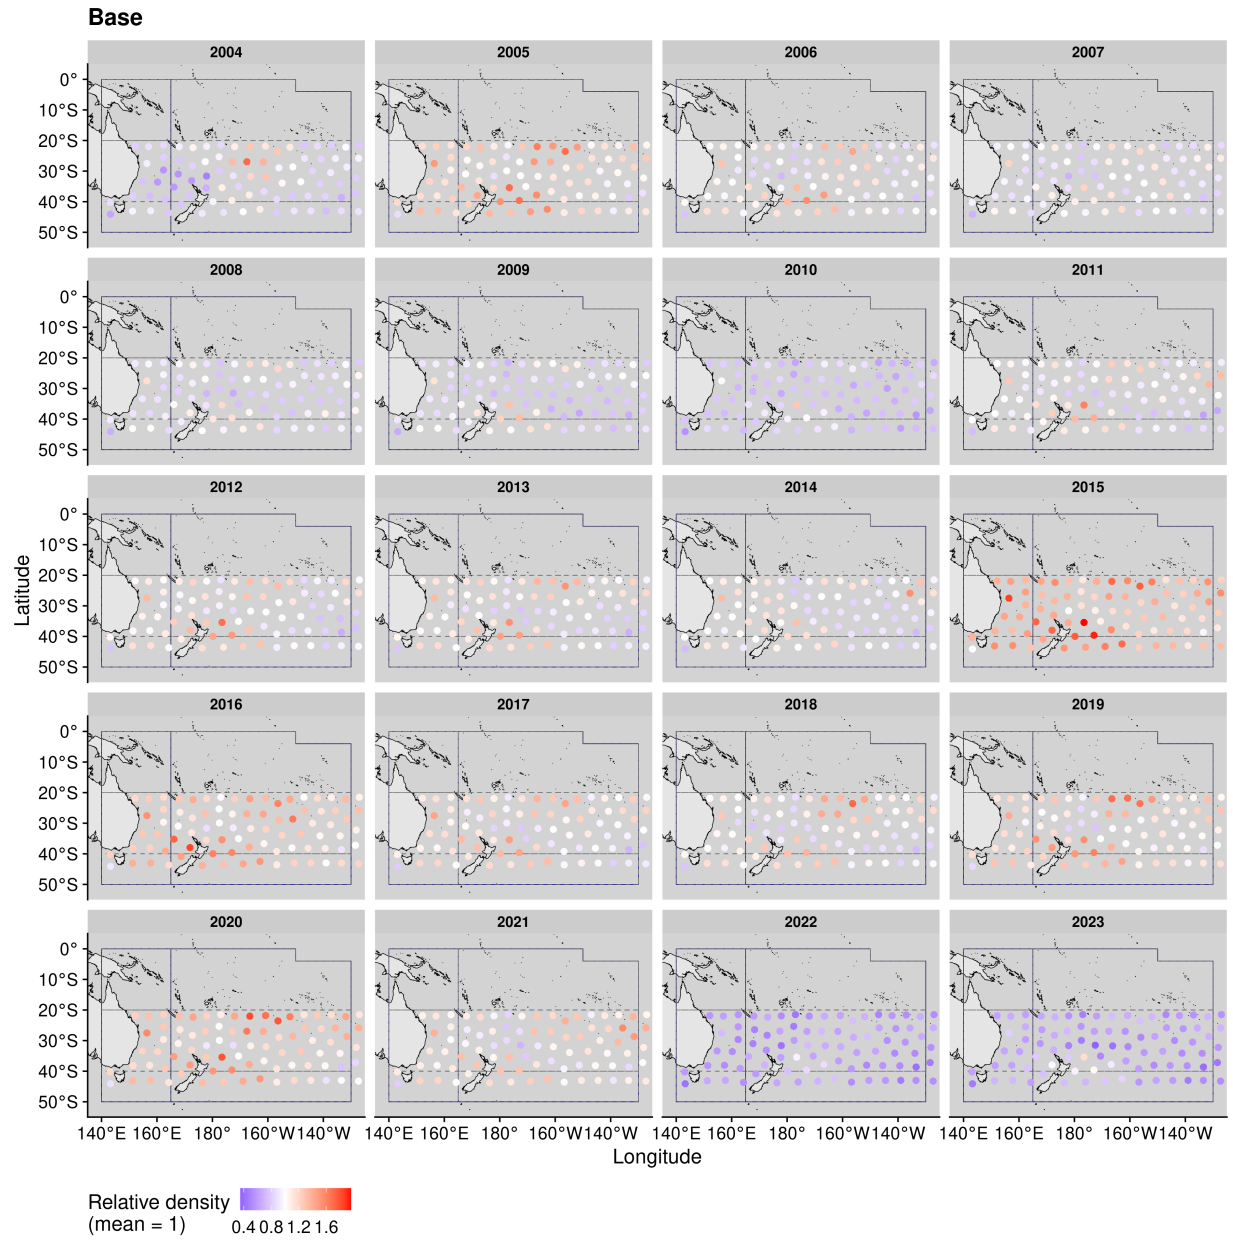 Base
2004 2005 2006 2007
0°
10°S
20°S
30°S
40°S
50°S
2008 2009 2010 2011
0°
10°S
20°S
30°S
40°S
50°S
2012 2013 2014 2015
0°
10°S
20°S
30°S
40°S
50°S
Latitude
2016 2017 2018 2019
0°
10°S
20°S
30°S
40°S
50°S
2020 2021 2022 2023
0°
10°S
20°S
30°S
40°S
50°S
140°E 160°E 180° 160°W 140°W 140°E 160°E 180° 160°W 140°W 140°E 160°E 180° 160°W 140°W 140°E 160°E 180° 160°W 140°W
Longitude
Relative density
(mean = 1)
0.4 0.8 1.2 1.6